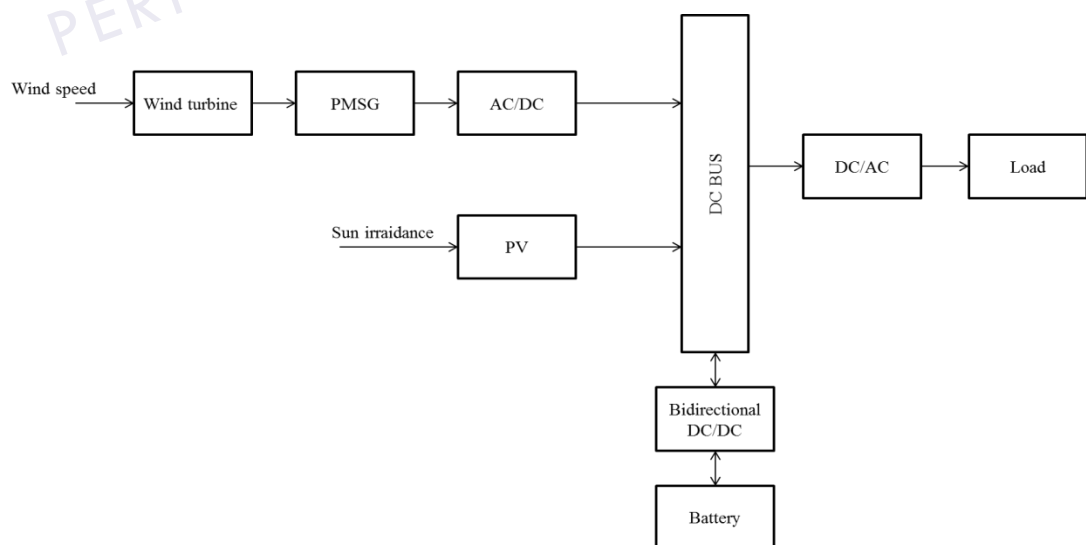 PERP
Wind speed
Wind turbine
PMSG
AC/DC
DC BUS
DC/AC
Load
Sun irraidance
PV
Bidirectional
DC/DC
Battery